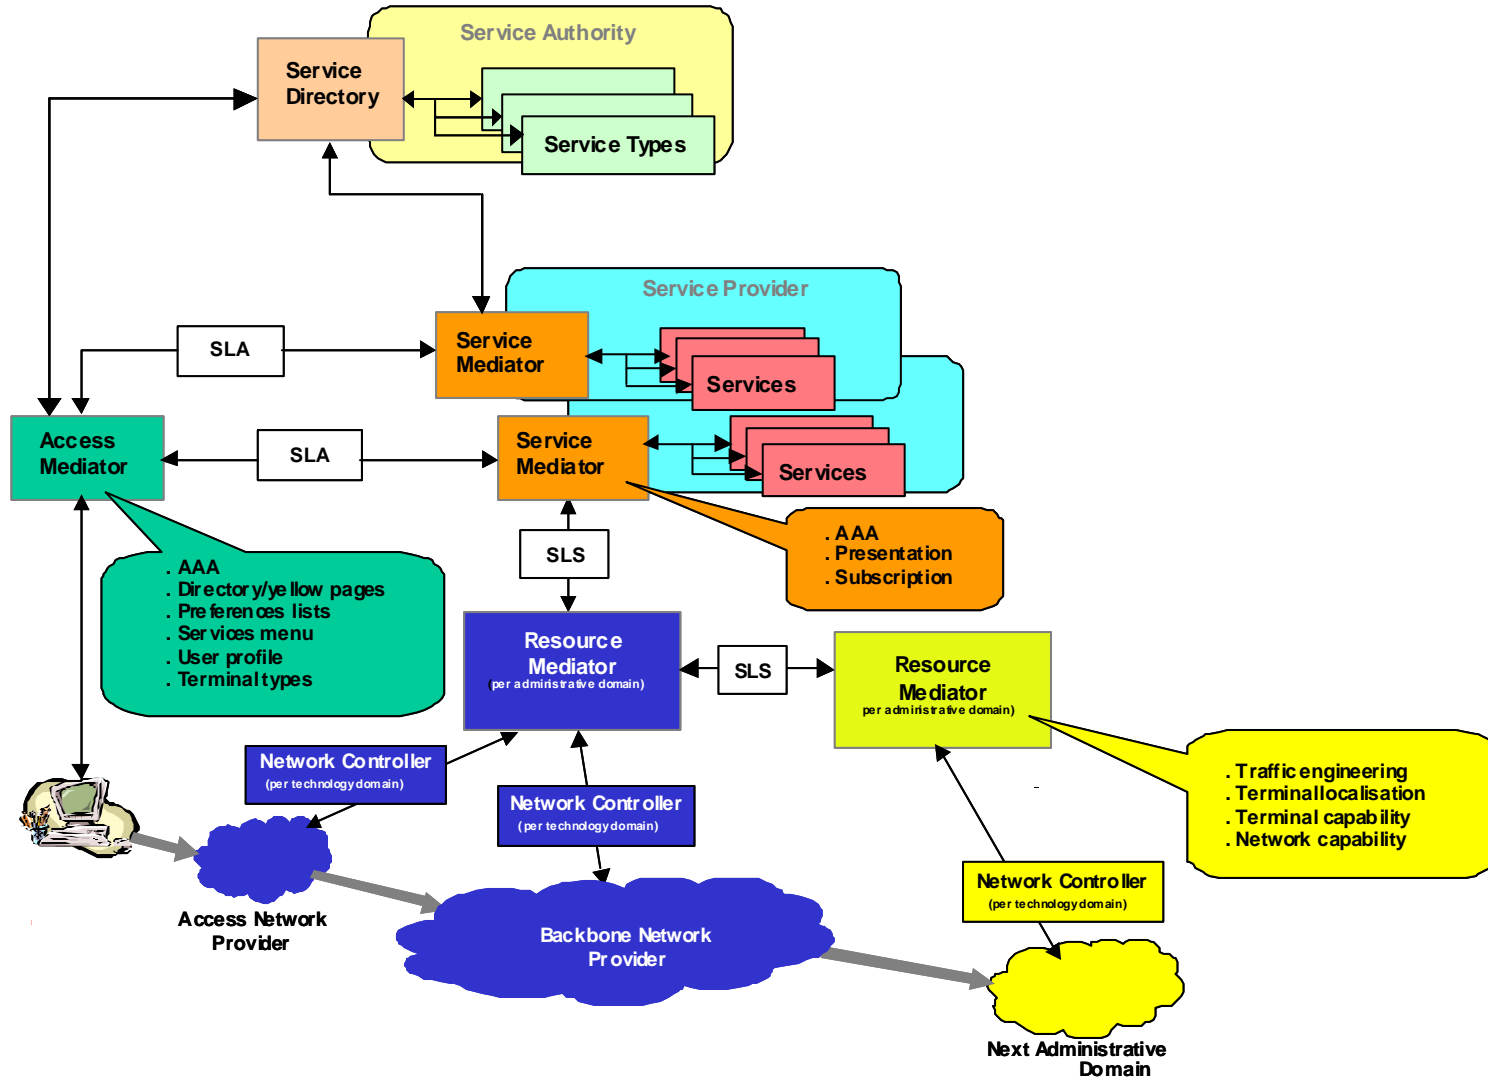 Service Authority
Service
Directory
Service Types
Service Provider
SLA
Service
Mediator
Services
Access
Mediator
SLA
Service
Mediator
Services
. AAA
. Presentation
. Subscription
SLS
. AAA
. Directory/yellow pages
. Preferences lists
. Services menu
. User profile
. Terminal types
Resource
Mediator
(per administrative domain)
SLS
Resource
Mediator
per administrative domain)
Network Controller
(per technology domain)
Network Controller
(per technology domain)
. Traffic engineering
. Terminal localisation
. Terminal capability
. Network capability
Network Controller
(per technology domain)
Access Network
Provider
Backbone Network
Provider
Next Administrative
Domain